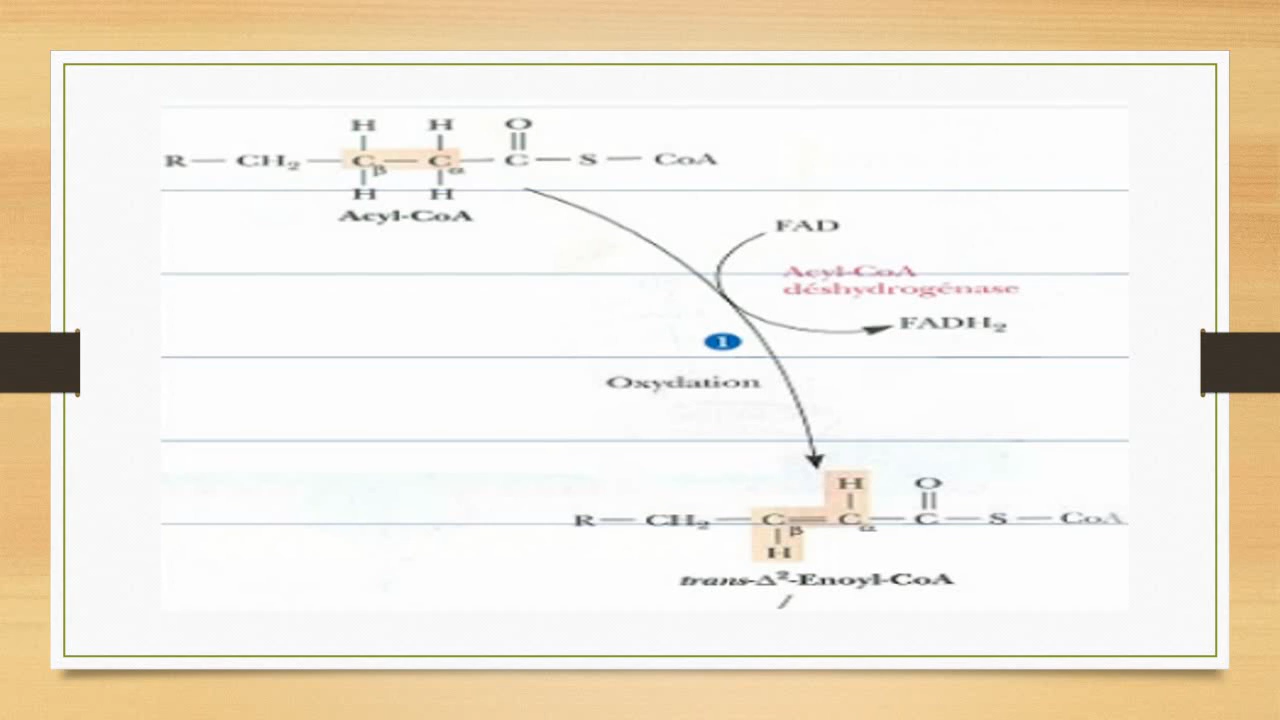 H H O
R — CH₂ — C — C — C — S — CoA
β α
H H
Acyl-CoA
FAD
Acyl-CoA
déshydrogénase
FADH₂
1
Oxydation
H O
R — CH₂ — C = C — C — S — CoA
β α
H
trans-Δ²-Enoyl-CoA